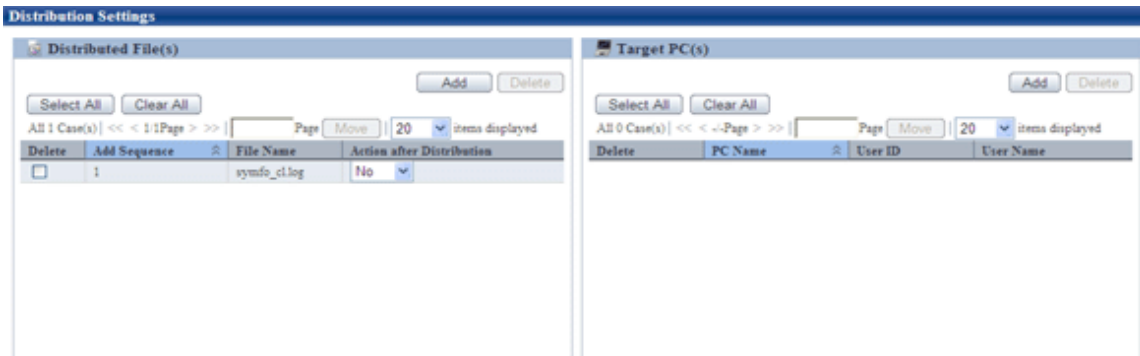 Distribution Settings
Distributed File(s)
Add Delete
Select All Clear All
All 1 Case(s) | << < 1/1Page > >> | Page Move | 20 items displayed
Delete Add Sequence File Name Action after Distribution
1 symfo_cl.log No
Target PC(s)
Add Delete
Select All Clear All
All 0 Case(s) | << < -/-Page > >> | Page Move | 20 items displayed
Delete PC Name User ID User Name